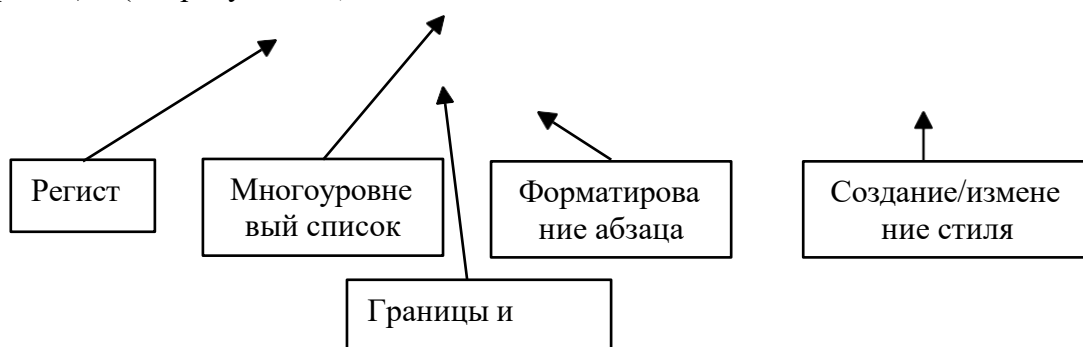 Регист
Многоуровне
вый список
Форматирова
ние абзаца
Создание/измене
ние стиля
Границы и